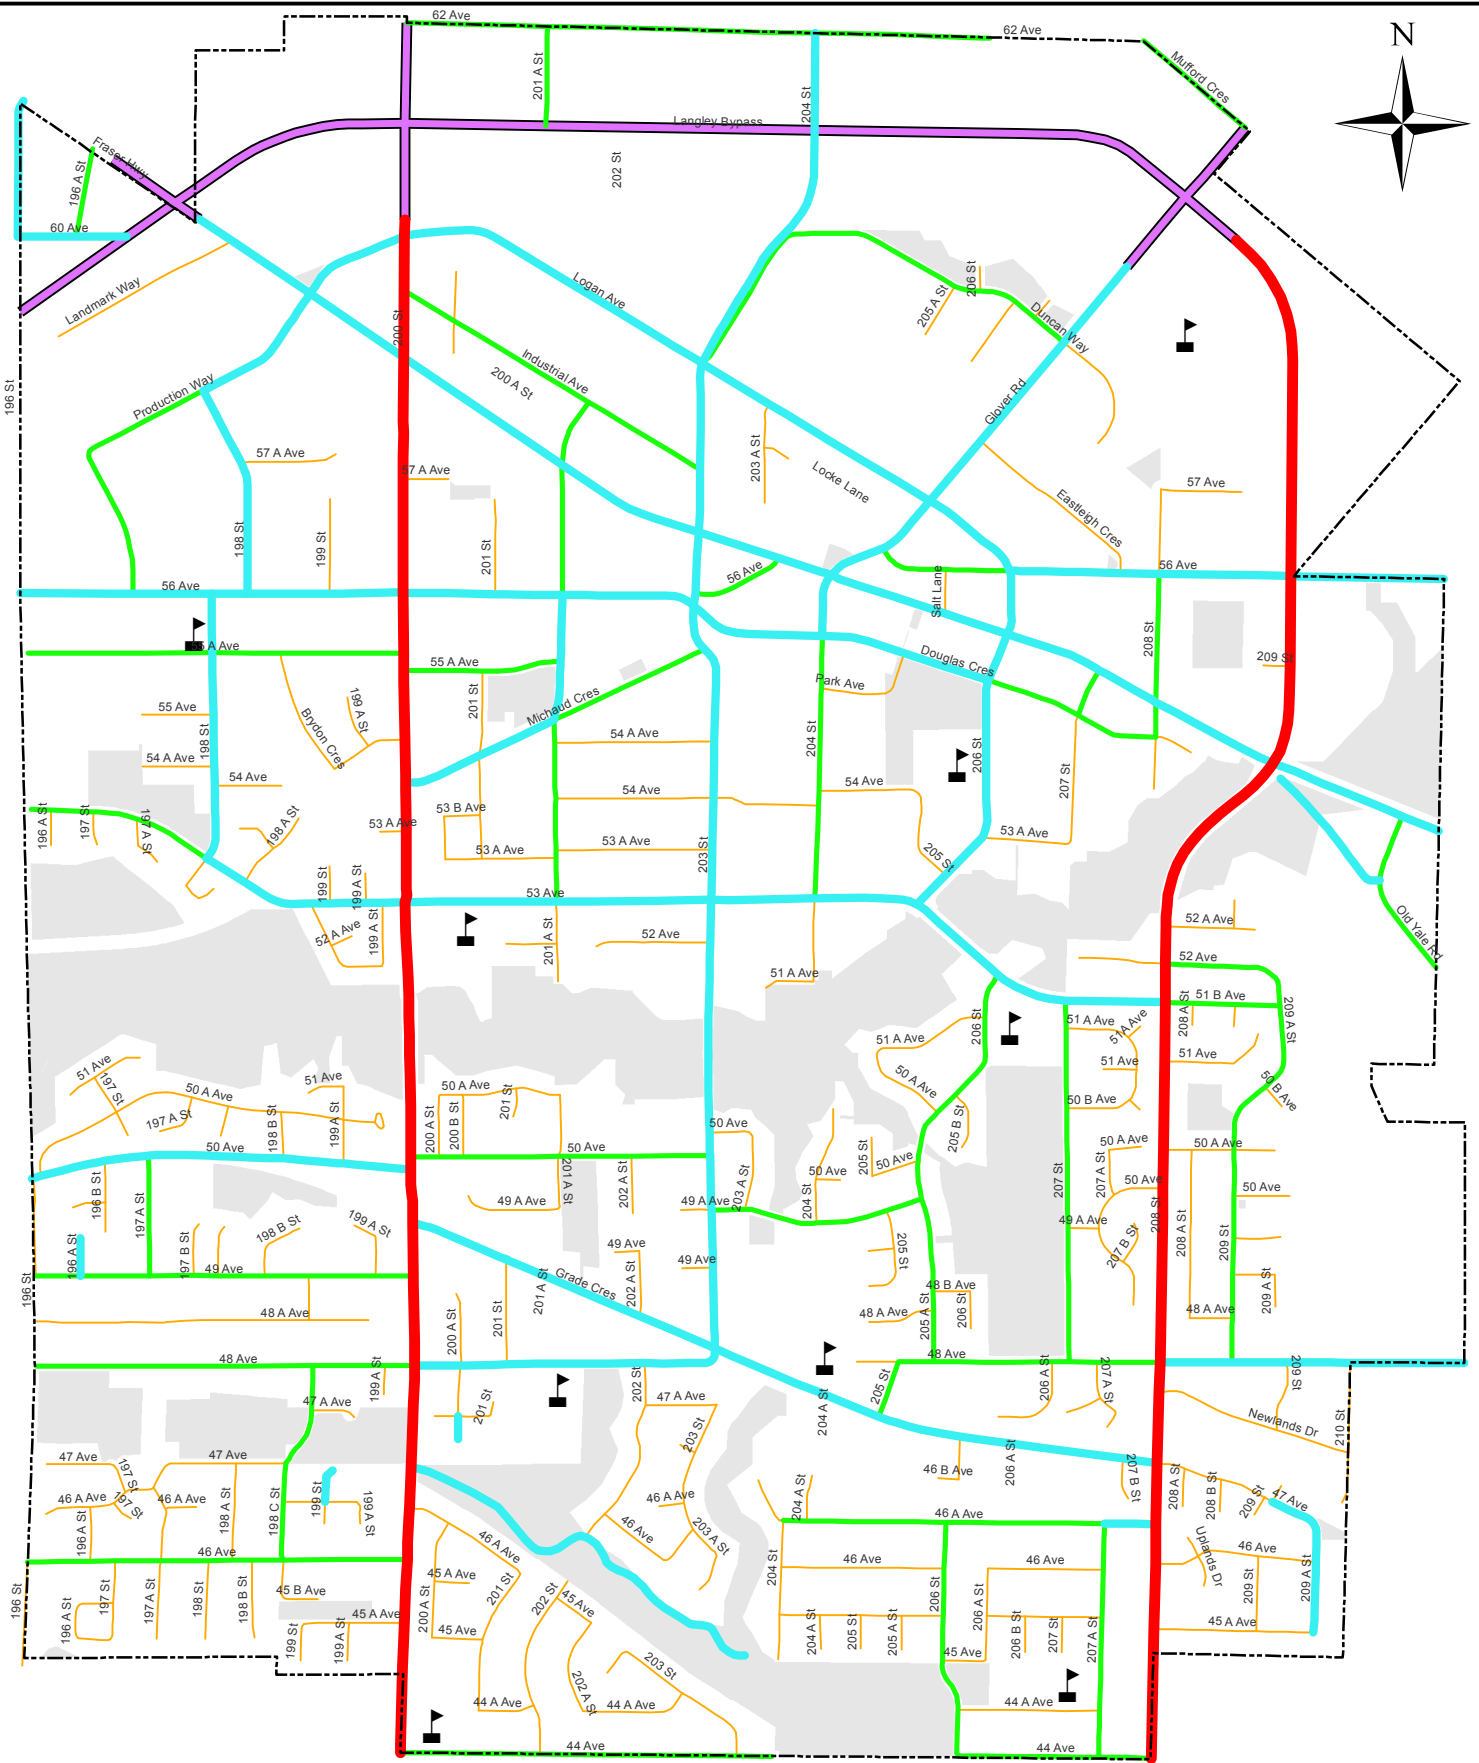 62 Ave
62 Ave
N
Mufford Cres
201 A St
204 St
Langley Bypass
Fraser Hwy
196 A St
202 St
60 Ave
Landmark Way
Logan Ave
206 St
205 A St
Duncan Way
200 St
Industrial Ave
200 A St
196 St
Production Way
Glover Rd
57 A Ave
57 A Ave
203 A St
Locke Lane
57 Ave
Eastleigh Cres
198 St
199 St
201 St
56 Ave
56 Ave
56 Ave
Salt Lane
55 A Ave
55 A Ave
208 St
209 St
Douglas Cres
Park Ave
201 St
Michaud Cres
199 A St
Brydon Cres
55 Ave
198 St
54 A Ave
204 St
206 St
54 A Ave
54 Ave
54 Ave
54 Ave
207 St
53 B Ave
196 A St
197 St
197 A St
198 A St
53 A Ave
53 A Ave
53 A Ave
53 A Ave
203 St
205 St
199 St
199 A St
53 Ave
52 A Ave
199 A St
201 A St
52 Ave
52 A Ave
Old Yale Rd
52 Ave
51 A Ave
51 B Ave
208 A St
209 A St
206 St
51 A Ave
51A Ave
51 A Ave
51 Ave
51 Ave
51 Ave
51 Ave
197 St
50 A Ave
50 A Ave
50 A Ave
50 B Ave
50 B Ave
197 A St
198 B St
199 A St
200 A St
200 B St
201 St
205 B St
50 Ave
50 Ave
50 Ave
50 A Ave
50 A Ave
205 St
50 Ave
50 Ave
50 Ave
50 Ave
201 A St
202 A St
203 A St
204 St
207 St
207 A St
208 St
196 B St
197 A St
49 A Ave
49 A Ave
49 A Ave
198 B St
199 A St
197 B St
196 A St
49 Ave
49 Ave
49 Ave
205 St
207 B St
208 A St
209 St
196 St
Grade Cres
201 A St
202 A St
48 B Ave
48 A Ave
48 A Ave
48 A Ave
205 A St
206 St
209 A St
200 A St
201 St
48 Ave
48 Ave
199 A St
202 St
205 St
206 A St
207 A St
209 St
47 A Ave
47 A Ave
201 St
203 St
204 A St
Newlands Dr
210 St
47 Ave
47 Ave
197 St
46 B Ave
206 A St
207 B St
46 A Ave
197 St
46 A Ave
199 St
46 A Ave
204 A St
208 A St
208 B St
209 St
47 Ave
196 A St
198 A St
198 C St
199 A St
46 Ave
203 A St
46 A Ave
46 A Ave
46 Ave
204 St
46 Ave
46 Ave
46 Ave
Uplands Dr
45 A Ave
201 St
202 St
45 Ave
206 St
206 A St
209 St
209 A St
196 St
197 St
197 A St
198 St
198 B St
45 B Ave
45 A Ave
200 A St
196 A St
199 St
199 A St
45 Ave
204 A St
205 St
205 A St
206 B St
207 St
207 A St
45 A Ave
45 Ave
203 St
202 A St
44 A Ave
44 A Ave
44 A Ave
44 Ave
44 Ave